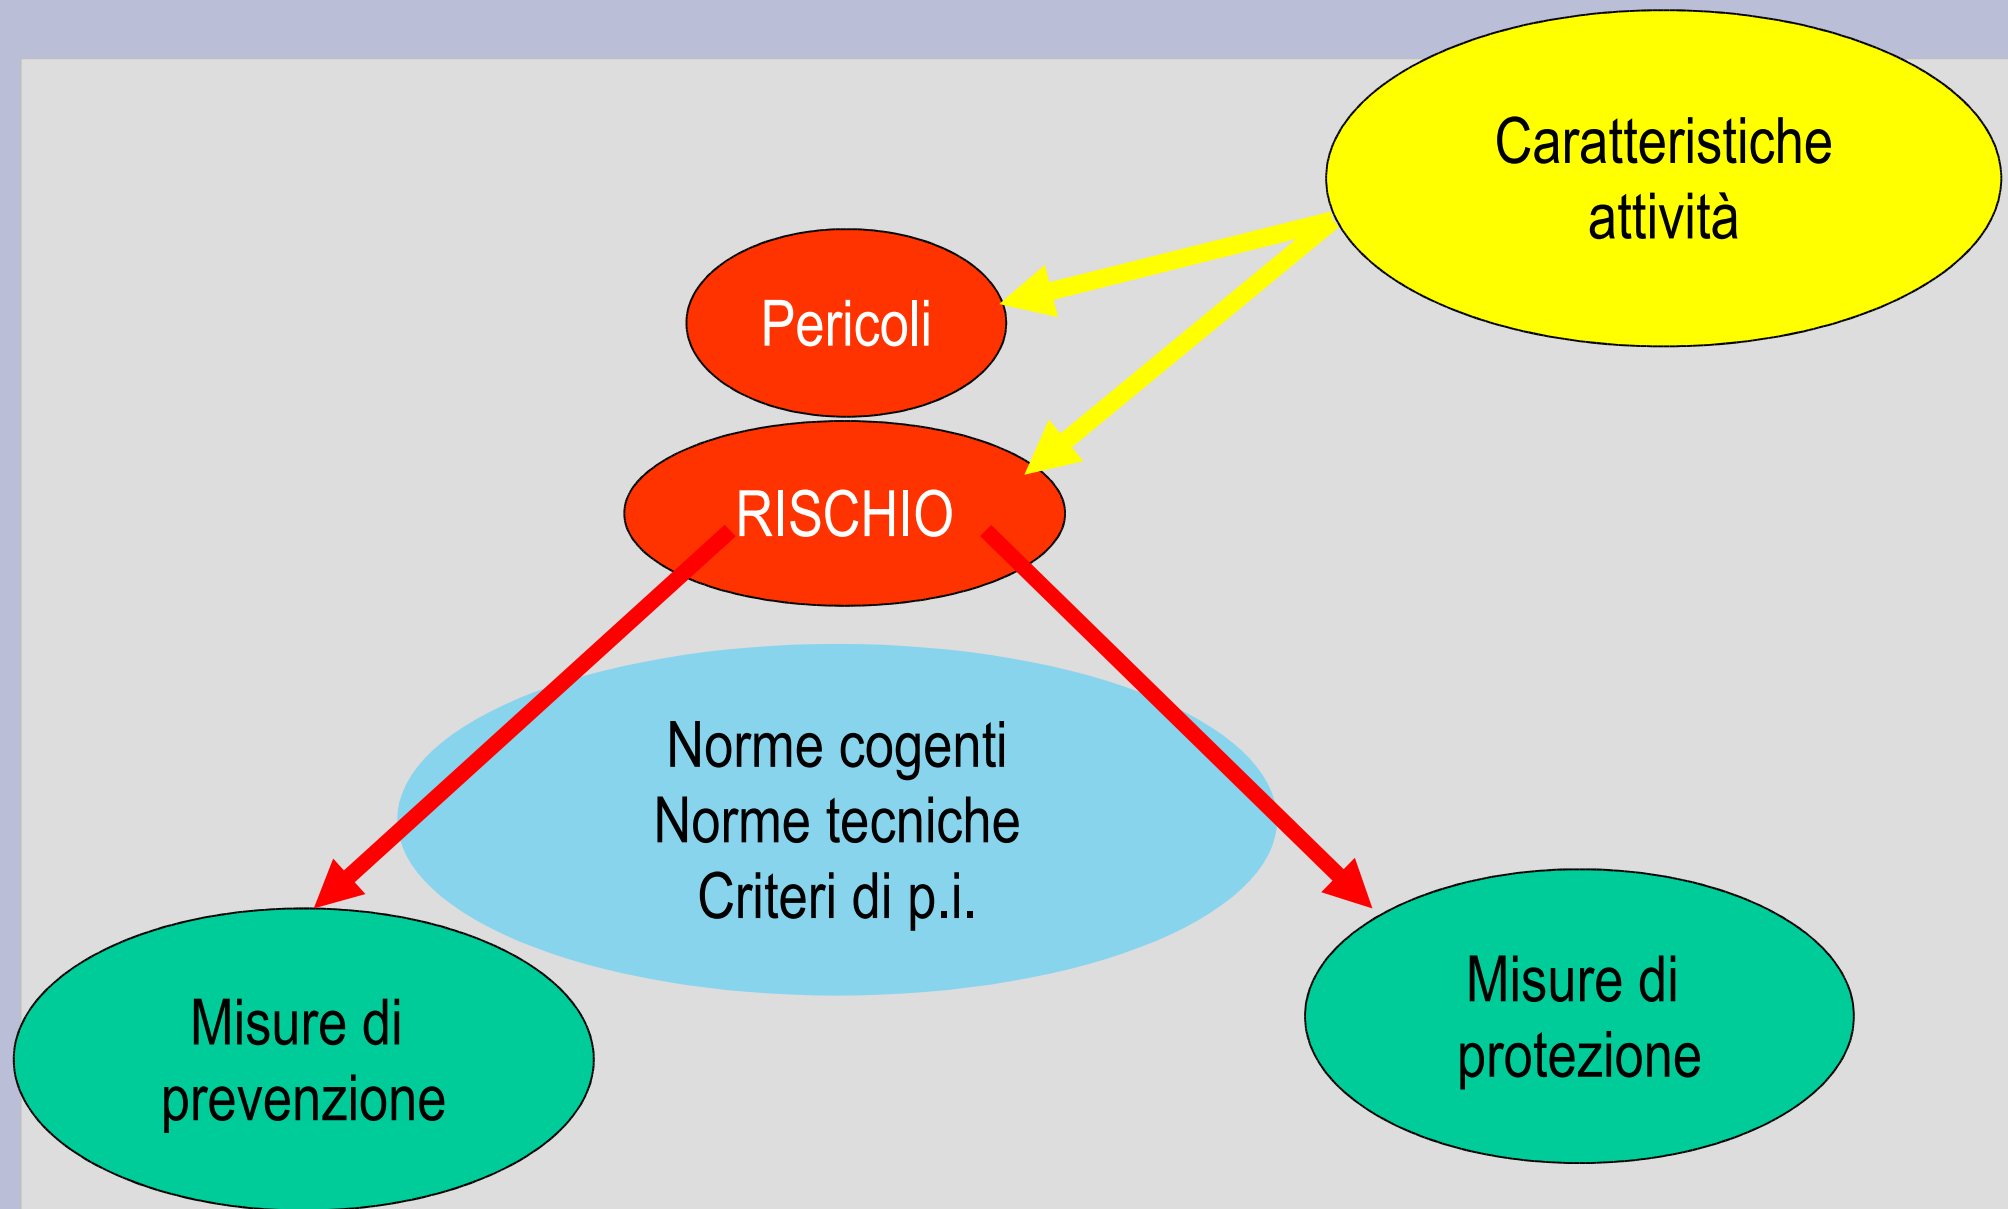 Caratteristiche
attività
Pericoli
RISCHIO
Norme cogenti
Norme tecniche
Criteri di p.i.
Misure di
prevenzione
Misure di
protezione